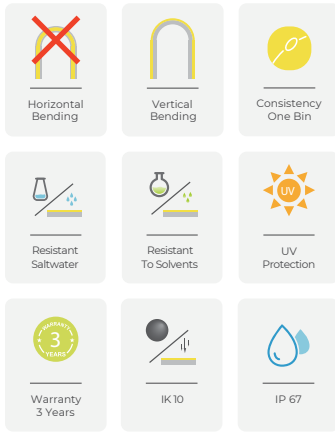 Horizontal
Bending
Vertical
Bending
Consistency
One Bin
Resistant
Saltwater
Resistant
To Solvents
UV
UV
Protection
WARRANTY
3
YEARS
Warranty
3 Years
IK 10
IP 67